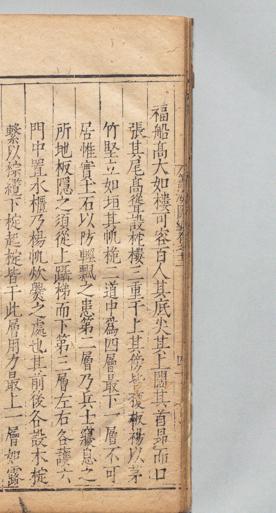 福船髙大如樓可容百人其底尖其上闊其首昻而口
張其尾髙聳設柁樓三重于上其傍皆護板裼以茅
竹堅立如垣其帆桅二道中爲四層最下一層不可
居惟實土石以防輕飄之患第二層乃兵士寢息之
所地板隱之須從上躡梯而下第三層左右各護六
門中置水櫃乃楊帆炊爨之處也其前後各設木椗
繫以綜纜下椗起椗皆于此層用力最上一層如露